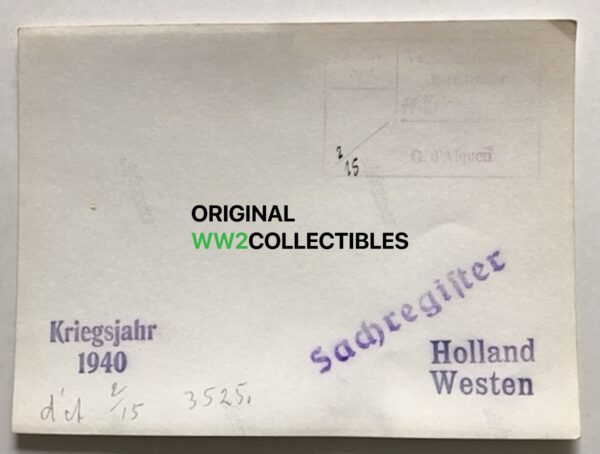 G. d'Alquen
2/15
ORIGINAL
WW2COLLECTIBLES
Sachregiſter
Kriegsjahr
1940
Holland
Westen
d'A 2/15 3525.